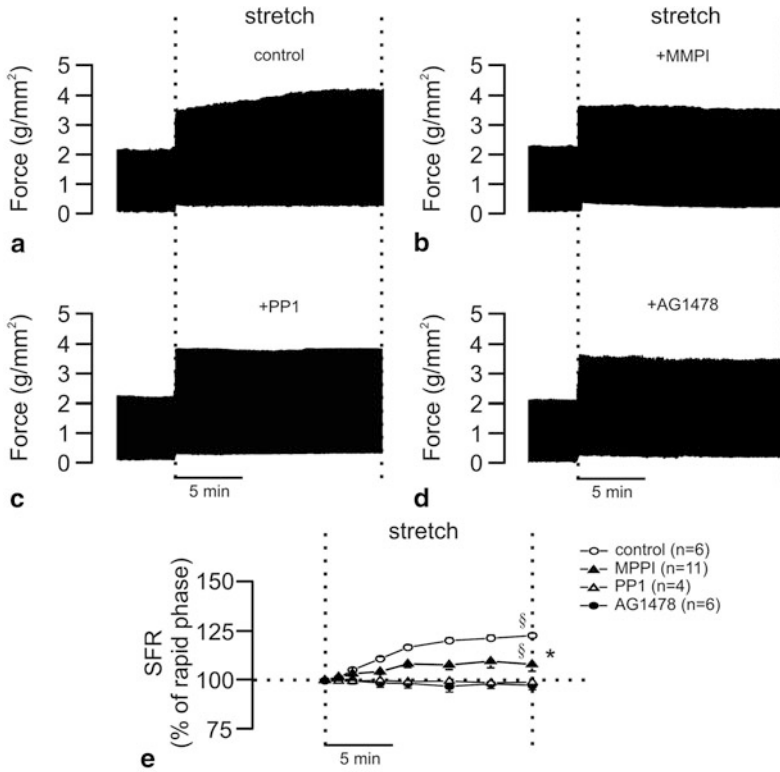 stretch
control
Force (g/mm²)
5
4
3
2
1
0
a
stretch
+MMPI
Force (g/mm²)
5
4
3
2
1
0
b
+PP1
Force (g/mm²)
5
4
3
2
1
0
5 min
c
+AG1478
Force (g/mm²)
5
4
3
2
1
0
5 min
d
stretch
control (n=6)
MPPI (n=11)
PP1 (n=4)
AG1478 (n=6)
SFR
(% of rapid phase)
150
125
100
75
§
§ *
5 min
e